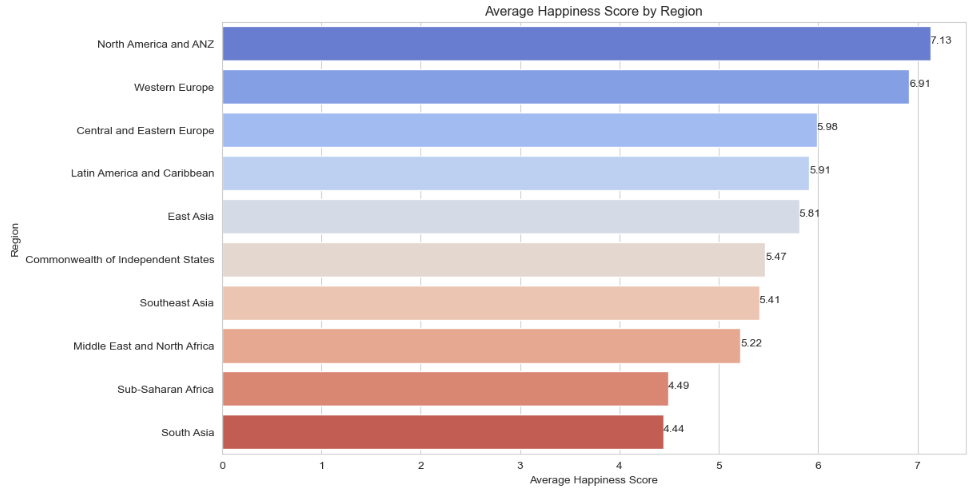 Average Happiness Score by Region
North America and ANZ 7.13
Western Europe 6.91
Central and Eastern Europe 5.98
Latin America and Caribbean 5.91
East Asia 5.81
Region
Commonwealth of Independent States 5.47
Southeast Asia 5.41
Middle East and North Africa 5.22
Sub-Saharan Africa 4.49
South Asia 4.44
0 1 2 3 4 5 6 7
Average Happiness Score